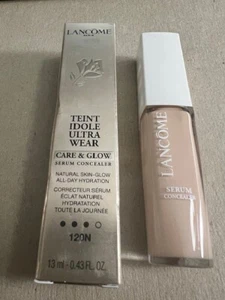 LANCÔME
TEINT
IDOLE
ULTRA
WEAR
CARE & GLOW
SERUM CONCEALER
NATURAL SKIN-GLOW
ALL-DAY HYDRATION
CORRECTEUR SÉRUM
ÉCLAT NATUREL
HYDRATATION
TOUTE LA JOURNÉE
120N
13 ml - 0.43 FL. OZ.
LANCÔME
SERUM
CONCEALER